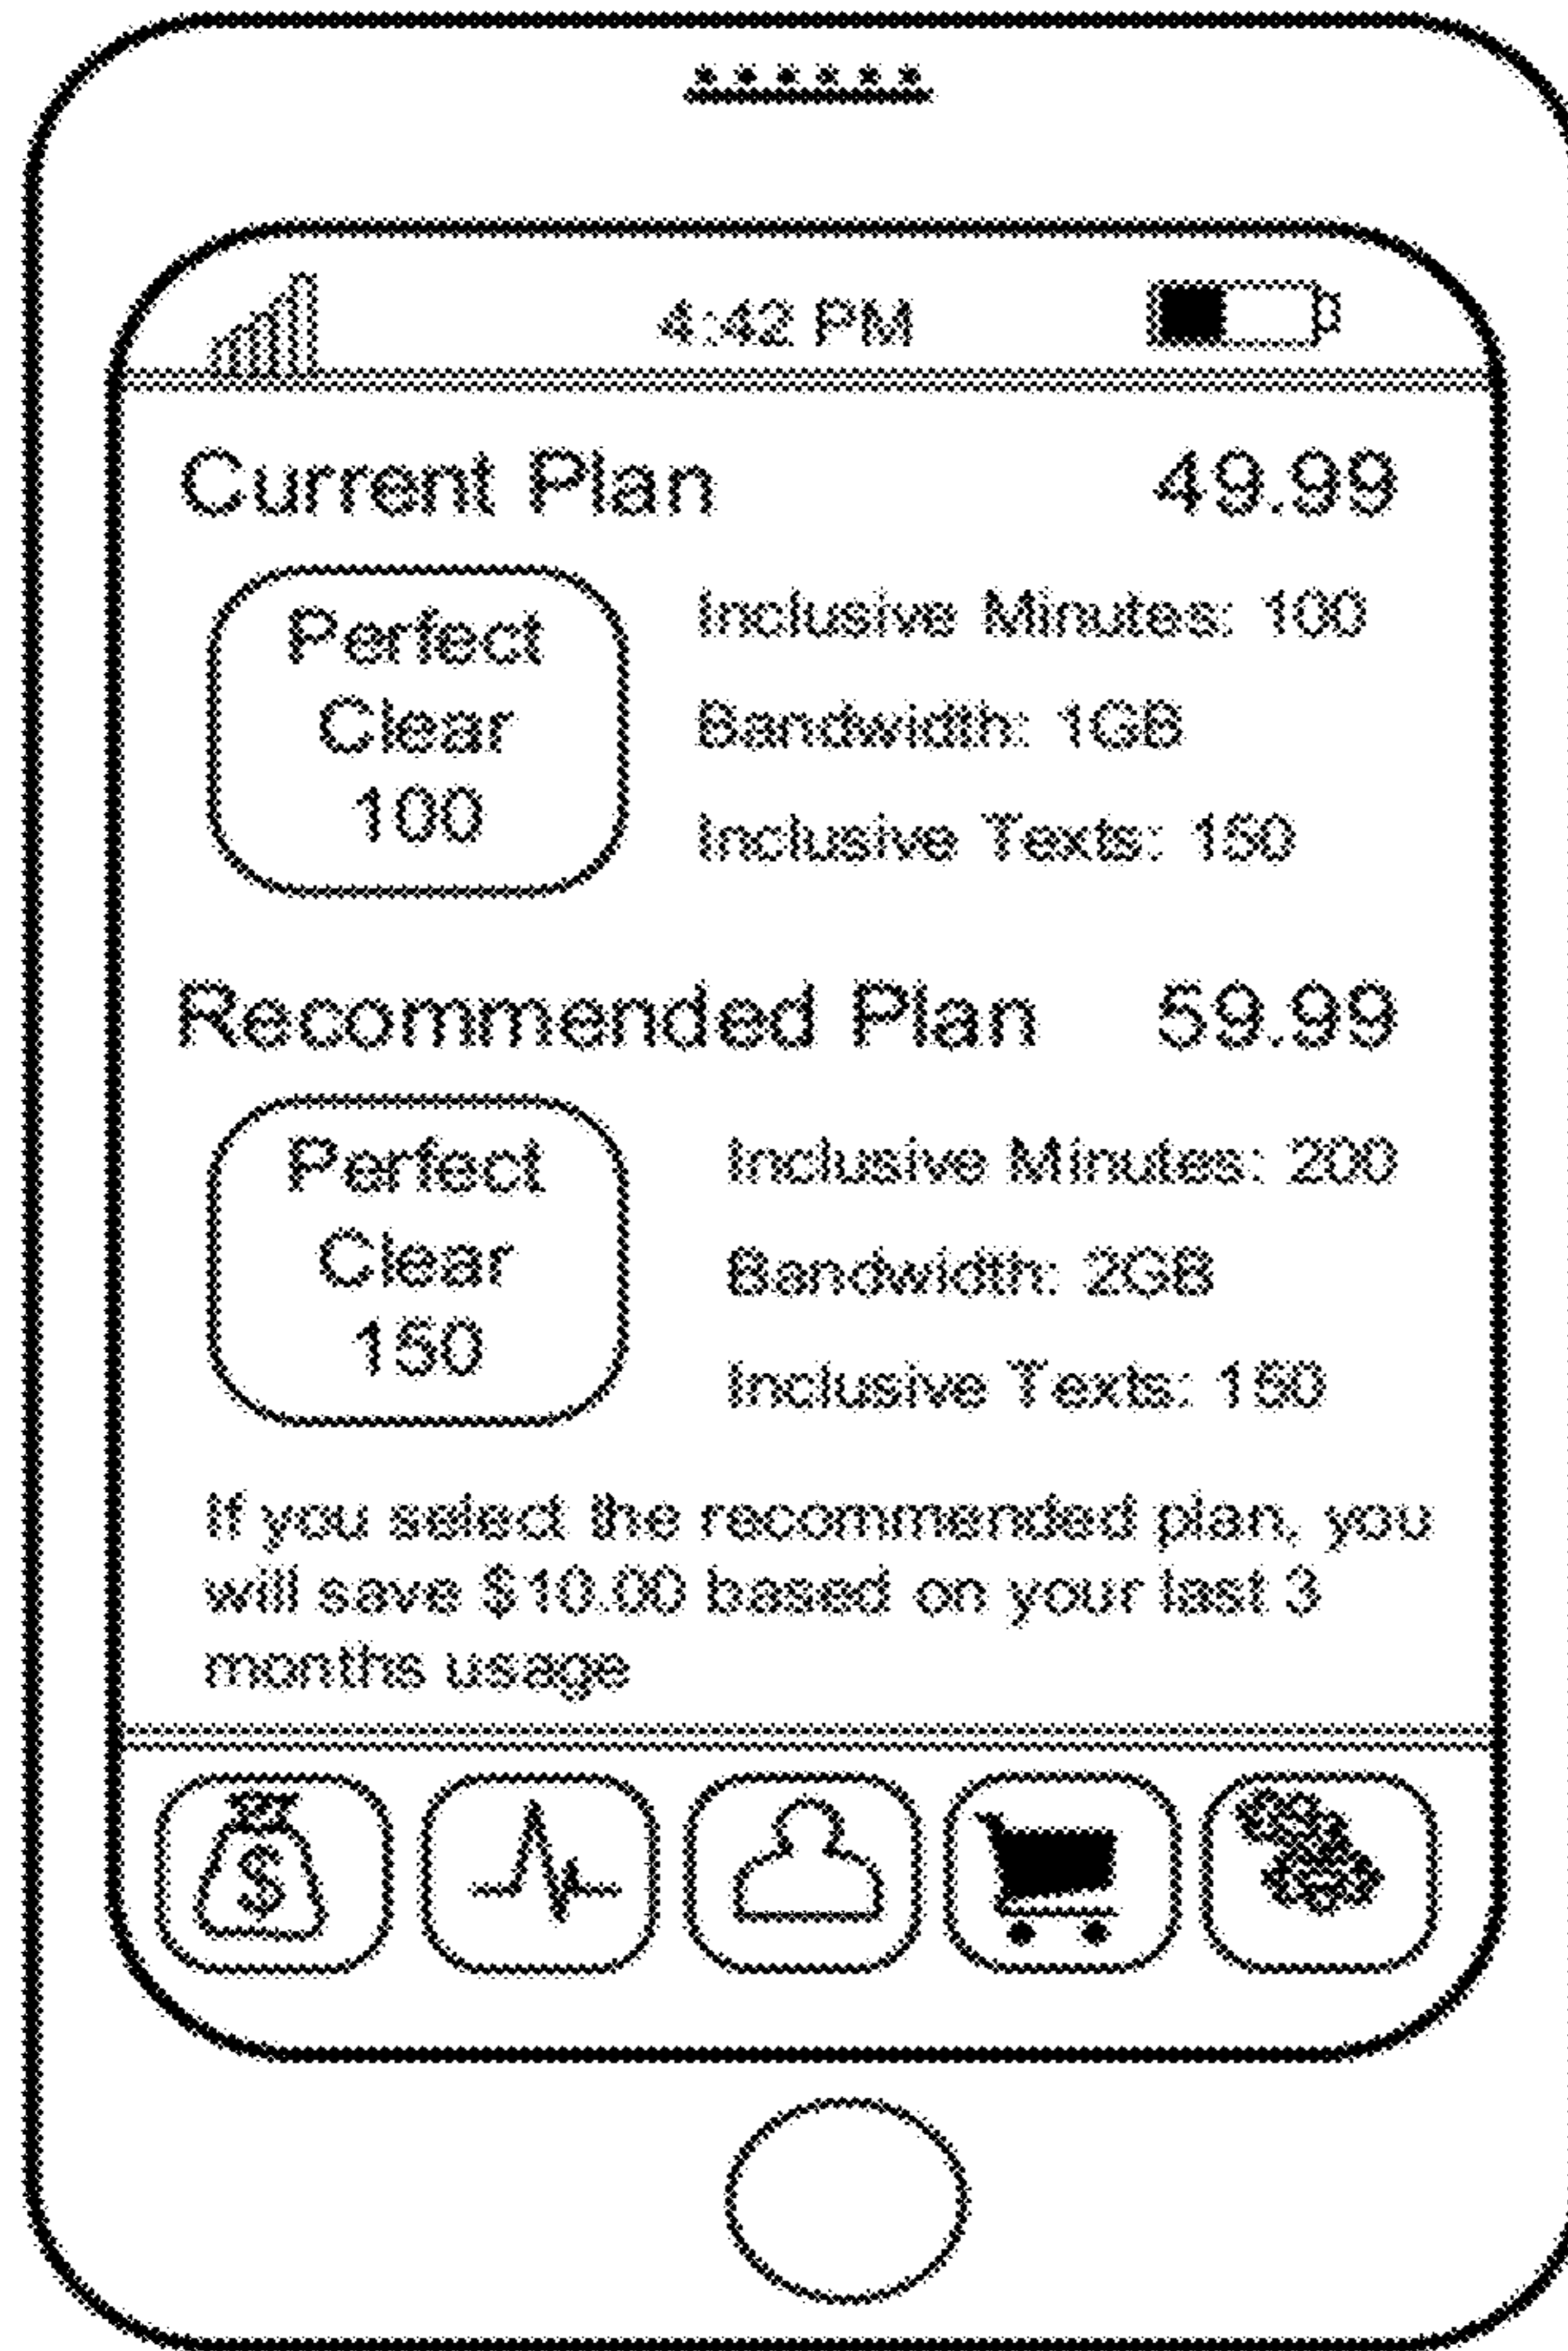 4:42 PM
Current Plan 49.99
Perfect
Clear
100
Inclusive Minutes: 100
Bandwidth: 1GB
Inclusive Texts: 150
Recommended Plan 59.99
Perfect
Clear
150
Inclusive Minutes: 200
Bandwidth: 2GB
Inclusive Texts: 150
If you select the recommended plan, you
will save $10.00 based on your last 3
months usage
$